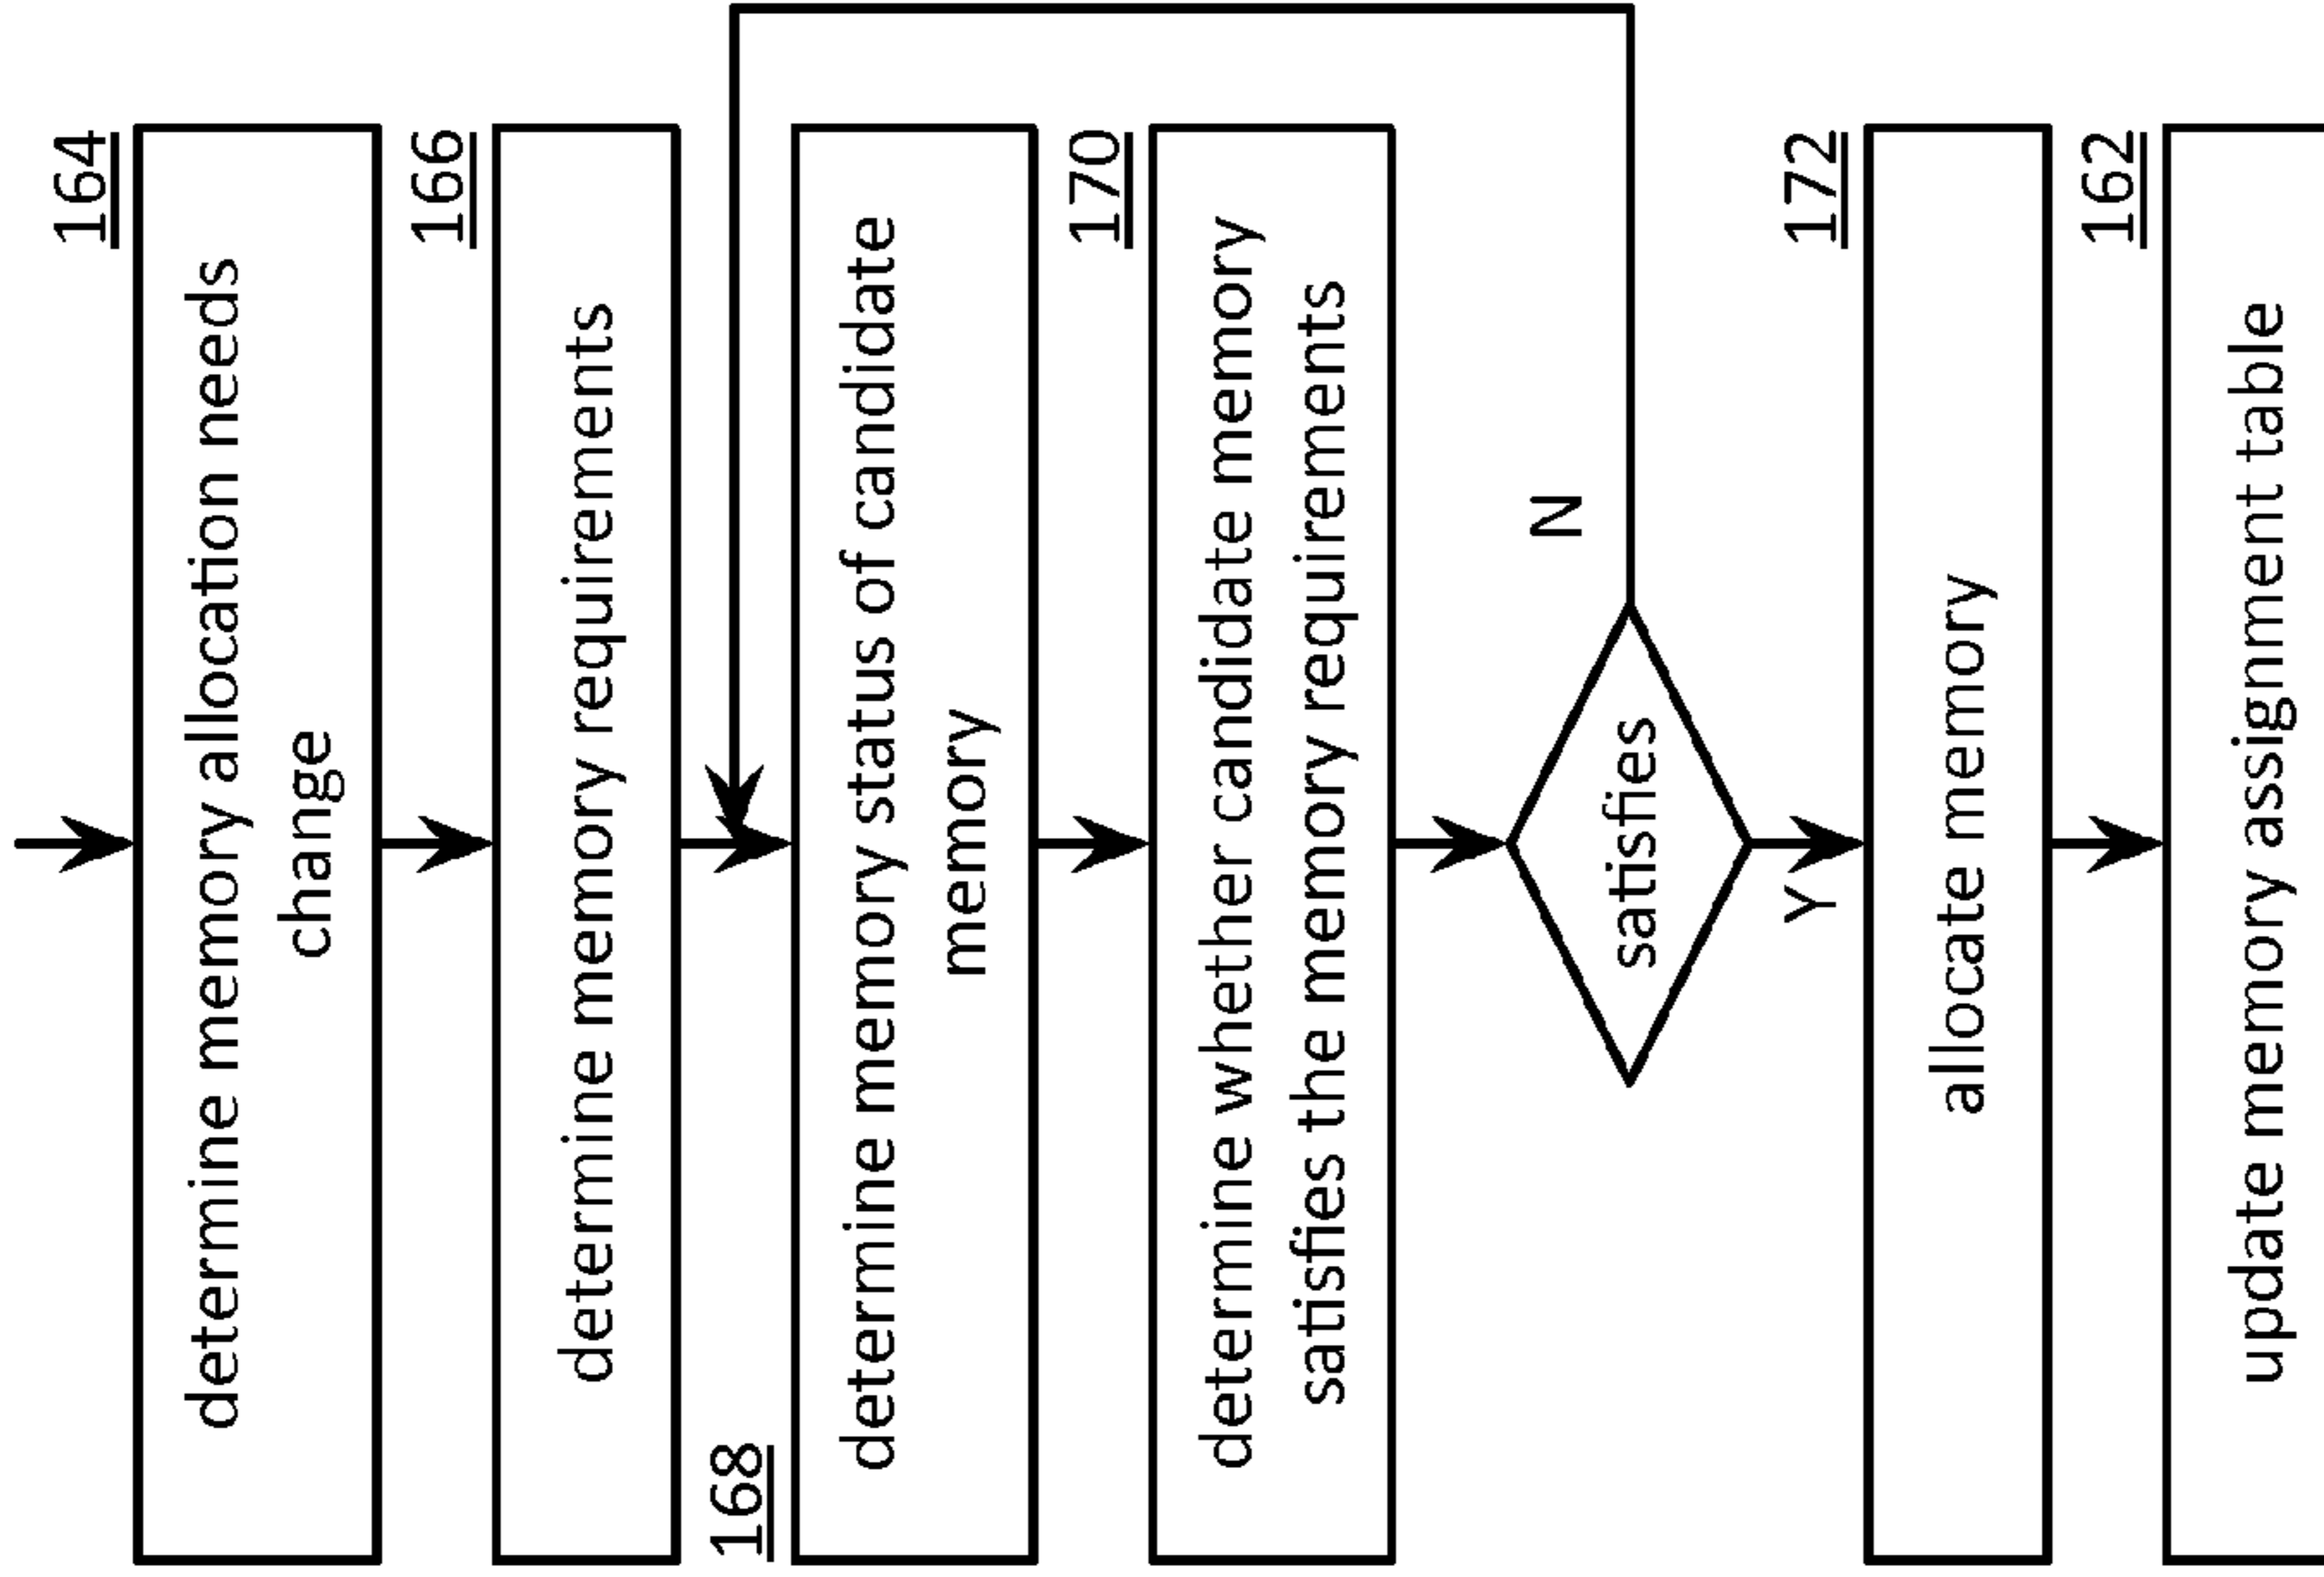 164
determine memory allocation needs
change
166
determine memory requirements
168
determine memory status of candidate
memory
170
determine whether candidate memory
satisfies the memory requirements
satisfies
N
Y
172
allocate memory
162
update memory assignment table